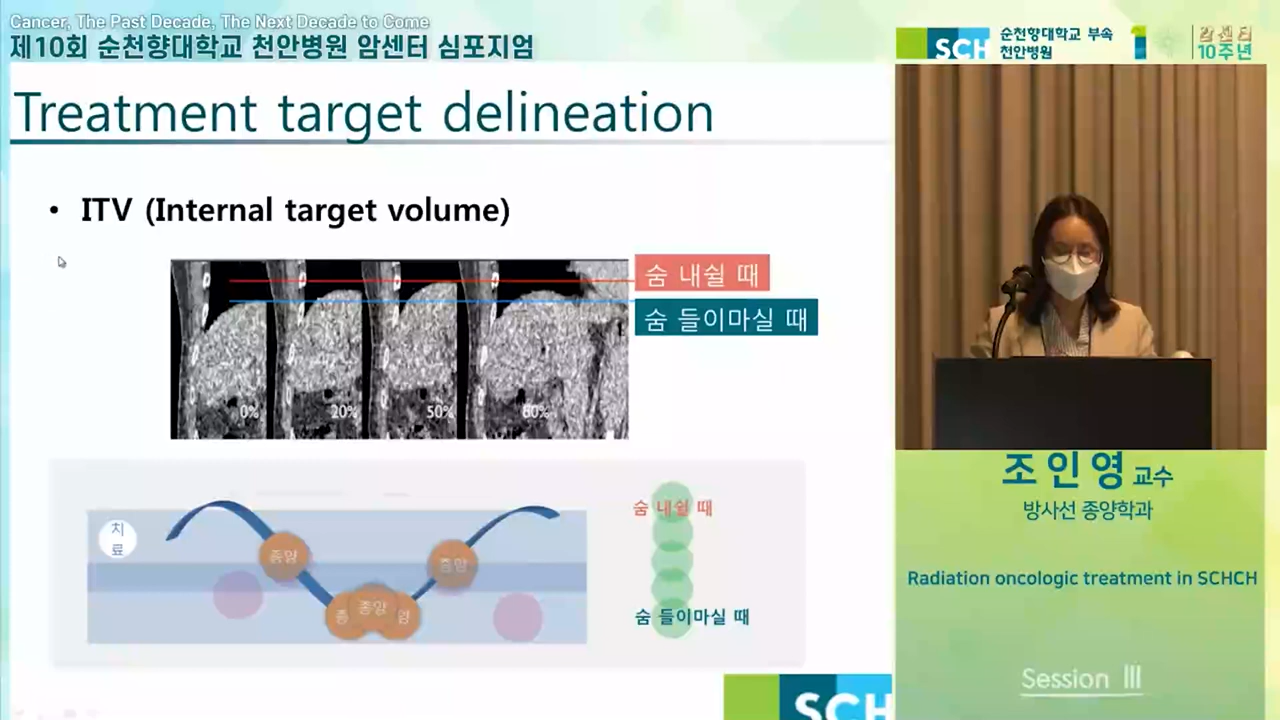 Cancer, The Past Decade, The Next Decade to Come
제10회 순천향대학교 천안병원 암센터 심포지엄
SCH 순천향대학교 부속
천안병원
1
암센터
10주년
Treatment target delineation
• ITV (Internal target volume)
숨 내쉴 때
숨 들이마실 때
0% 20% 50% 60%
치
료
종양
종양
종
종양
양
숨 내쉴 때
숨 들이마실 때
SCH
조인영 교수
방사선 종양학과
Radiation oncologic treatment in SCHCH
Session III